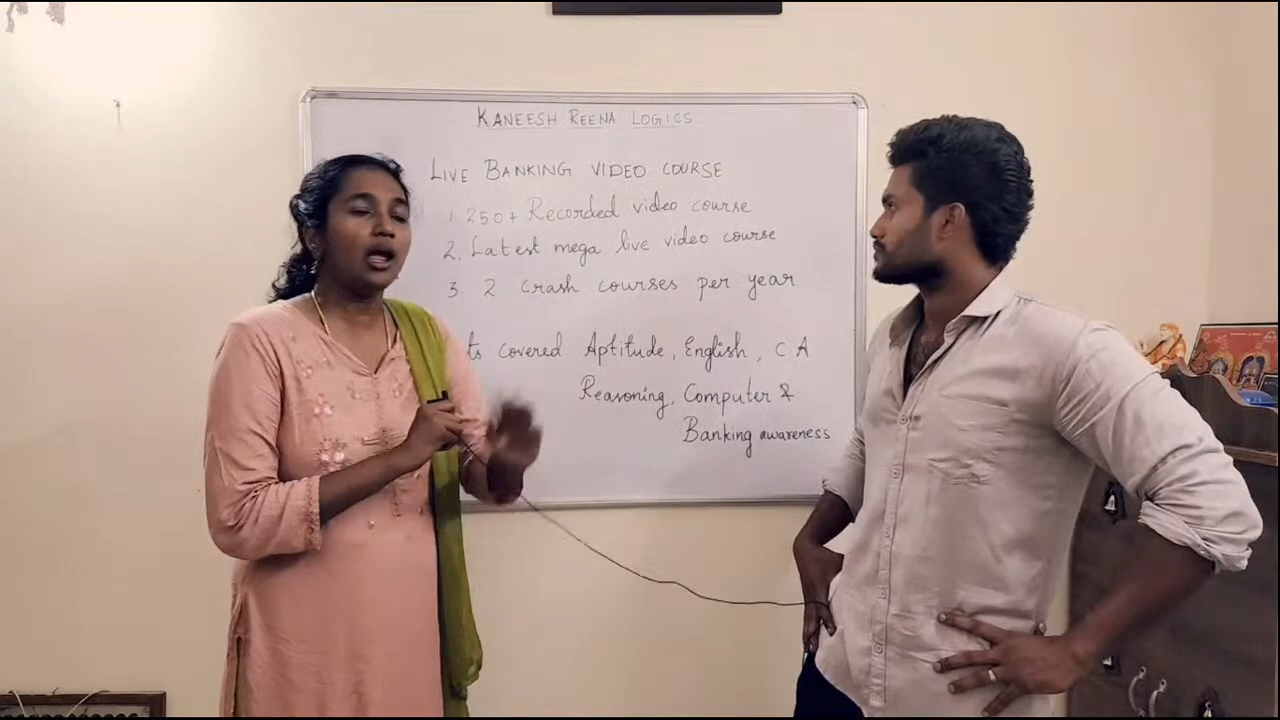 KANEESH REENA LOGICS
LIVE BANKING VIDEO COURSE
1. 250+ Recorded video course
2. Latest mega live video course
3. 2 crash courses per year
ts covered Aptitude, English, C A
Reasoning, Computer &
Banking awareness